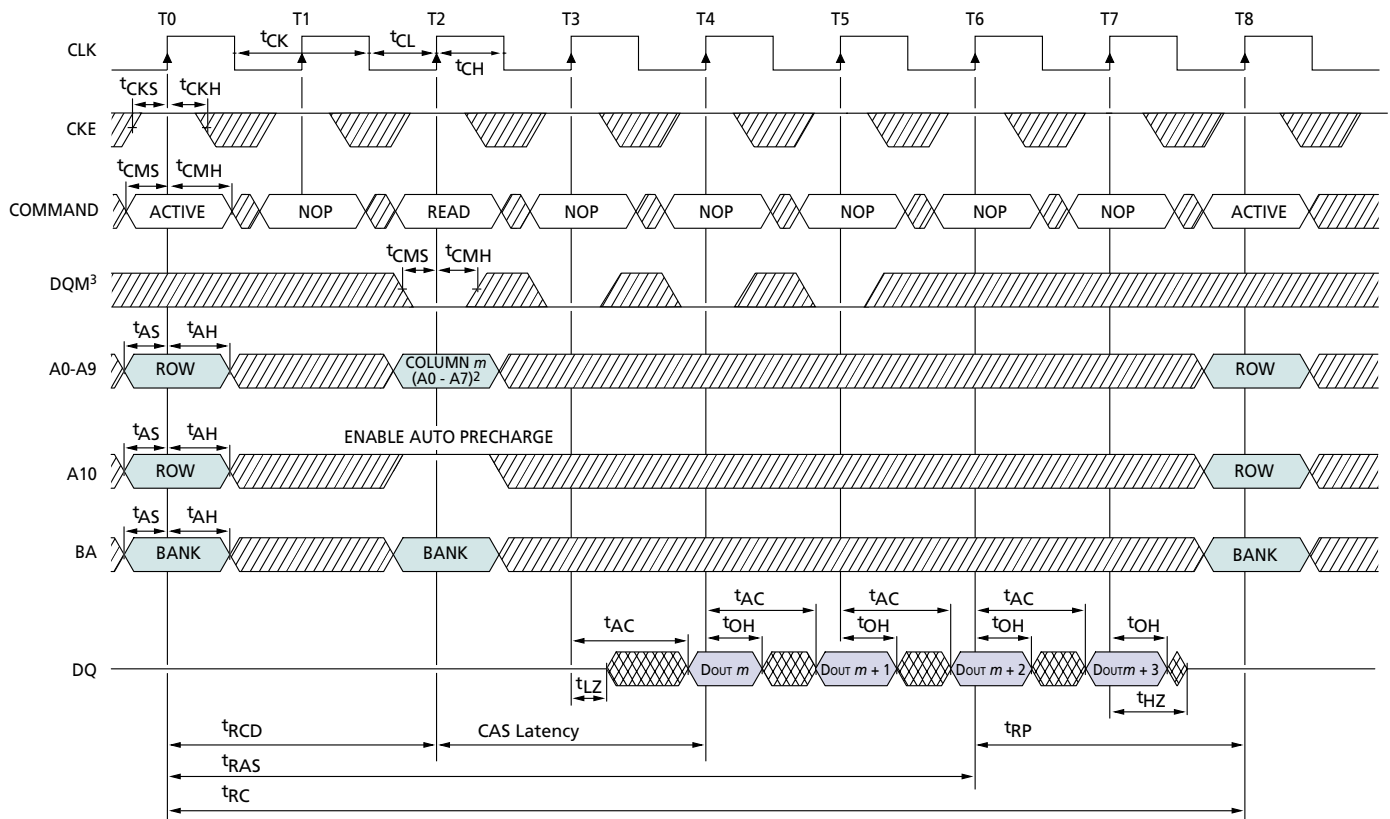 T0 T1 T2 T3 T4 T5 T6 T7 T8
CLK
tCK tCL
tCH
tCKS tCKH
CKE
tCMS tCMH
COMMAND ACTIVE NOP READ NOP NOP NOP NOP NOP ACTIVE
tCMS tCMH
DQM3
tAS tAH
A0-A9 ROW COLUMN m ROW
(A0 - A7)2
tAS tAH ENABLE AUTO PRECHARGE
A10 ROW ROW
tAS tAH
BA BANK BANK BANK
tAC tAC tAC
tAC tOH tOH tOH tOH
DQ DOUT m DOUT m + 1 DOUT m + 2 DOUTm + 3
tLZ tHZ
tRCD CAS Latency tRP
tRAS
tRC